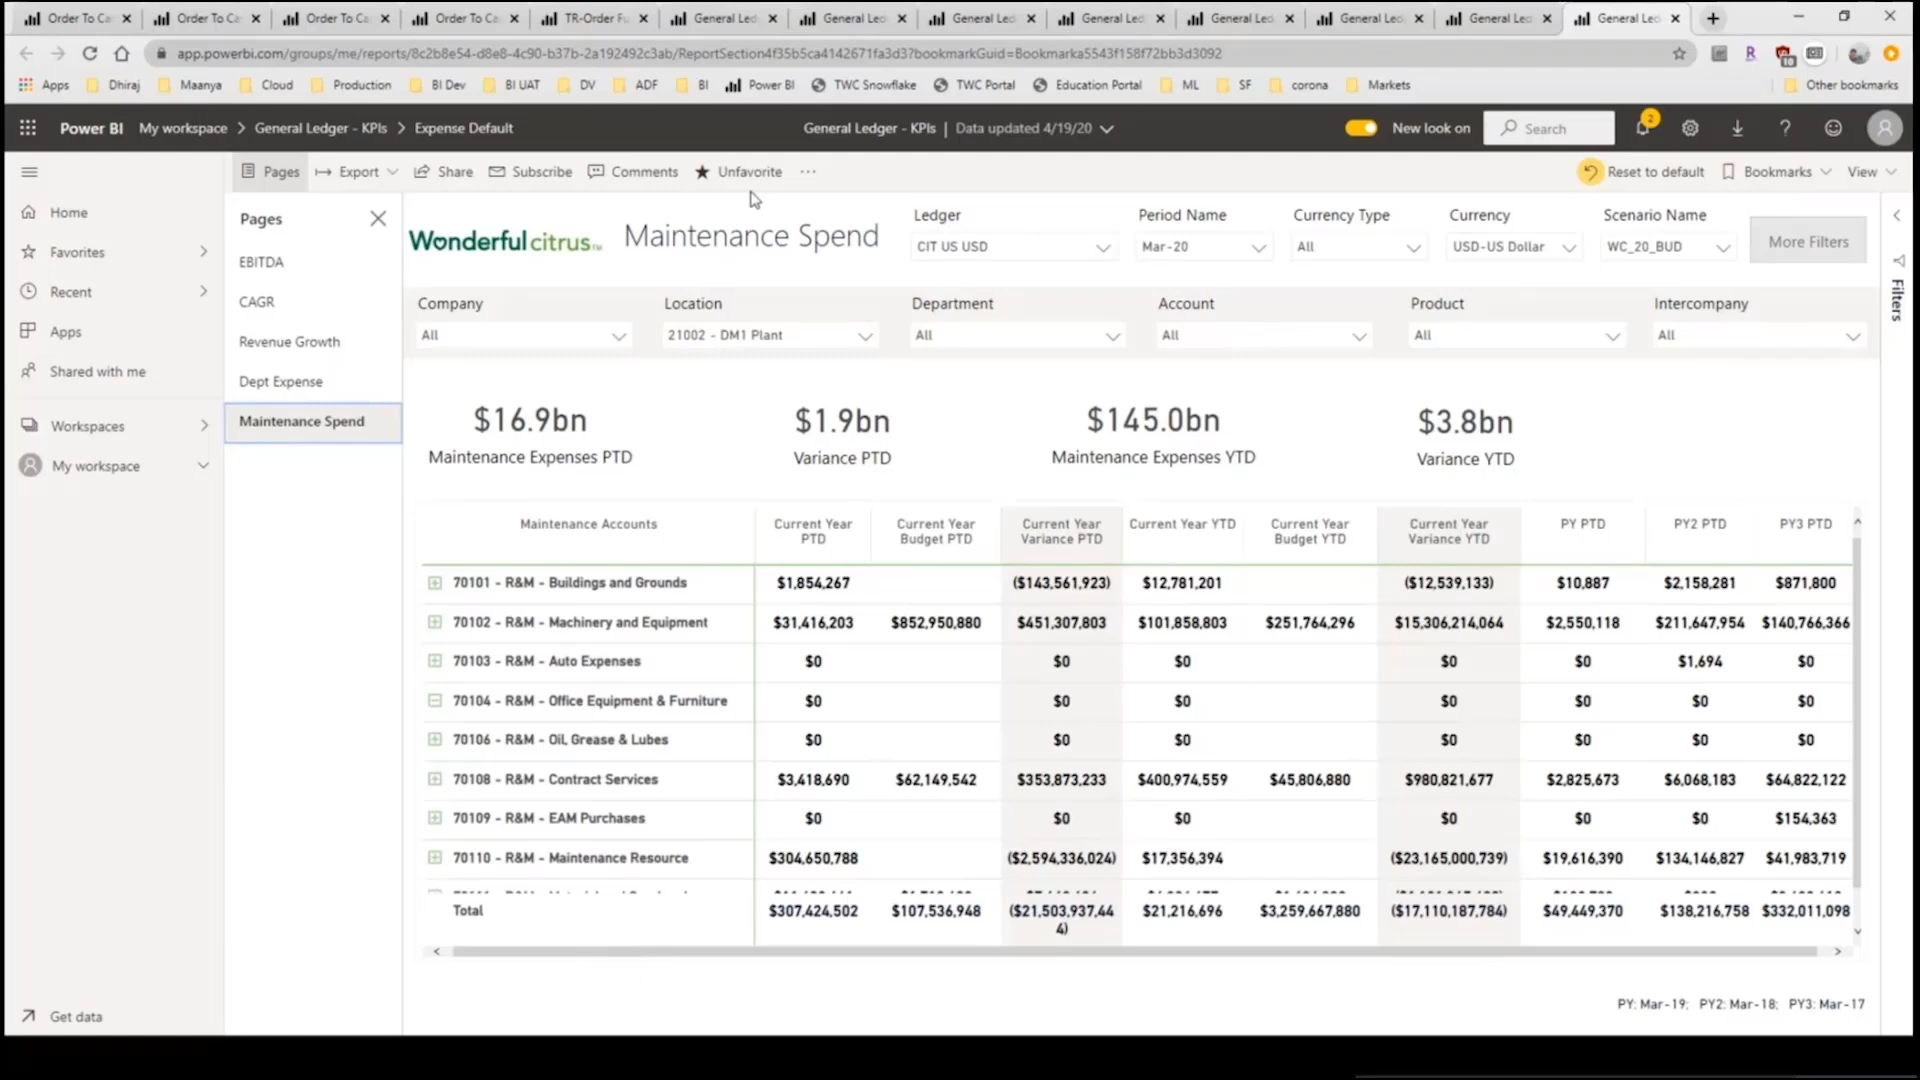 Order To Ca
Order To Ca
Order To Ca
Order To Ca
TR-Order Fu
General Led
General Led
General Led
General Led
General Led
General Led
General Led
General Led
app.powerbi.com/groups/me/reports/8c2b8e54-d8e8-4c90-b37b-2a192492c3ab/ReportSection4f35b5ca4142671fa3d3?bookmarkGuid=Bookmarka5543f158f72bb3d3092
R
10
Apps Dhiraj Maanya Cloud Production BI Dev BI UAT DV ADF BI Power BI TWC Snowflake TWC Portal Education Portal ML SF corona Markets Other bookmarks
Power BI My workspace > General Ledger - KPIs > Expense Default General Ledger - KPIs | Data updated 4/19/20 New look on Search 2 ?
Pages Export Share Subscribe Comments Unfavorite ... Reset to default Bookmarks View
Home
Favorites
Recent
Apps
Shared with me
Workspaces
My workspace
Get data
Pages
EBITDA
CAGR
Revenue Growth
Dept Expense
Maintenance Spend
Wonderful citrus TM
Maintenance Spend
Ledger Period Name Currency Type Currency Scenario Name
CIT US USD Mar-20 All USD-US Dollar WC_20_BUD
More Filters
Filters
Company Location Department Account Product Intercompany
All 21002 - DM1 Plant All All All All
$16.9bn $1.9bn $145.0bn $3.8bn
Maintenance Expenses PTD Variance PTD Maintenance Expenses YTD Variance YTD
Maintenance Accounts Current Year PTD Current Year Budget PTD Current Year Variance PTD Current Year YTD Current Year Budget YTD Current Year Variance YTD PY PTD PY2 PTD PY3 PTD
70101 - R&M - Buildings and Grounds $1,854,267 ($143,561,923) $12,781,201 ($12,539,133) $10,887 $2,158,281 $871,800
70102 - R&M - Machinery and Equipment $31,416,203 $852,950,880 $451,307,803 $101,858,803 $251,764,296 $15,306,214,064 $2,550,118 $211,647,954 $140,766,366
70103 - R&M - Auto Expenses $0 $0 $0 $0 $0 $1,694 $0
70104 - R&M - Office Equipment & Furniture $0 $0 $0 $0 $0 $0 $0
70106 - R&M - Oil, Grease & Lubes $0 $0 $0 $0 $0 $0 $0
70108 - R&M - Contract Services $3,418,690 $62,149,542 $353,873,233 $400,974,559 $45,806,880 $980,821,677 $2,825,673 $6,068,183 $64,822,122
70109 - R&M - EAM Purchases $0 $0 $0 $0 $0 $0 $154,363
70110 - R&M - Maintenance Resource $304,650,788 ($2,594,336,024) $17,356,394 ($23,165,000,739) $19,616,390 $134,146,827 $41,983,719
Total $307,424,502 $107,536,948 ($21,503,937,44 $21,216,696 $3,259,667,880 ($17,110,187,784) $49,449,370 $138,216,758 $332,011,098
4)
PY: Mar-19; PY2: Mar-18; PY3: Mar-17